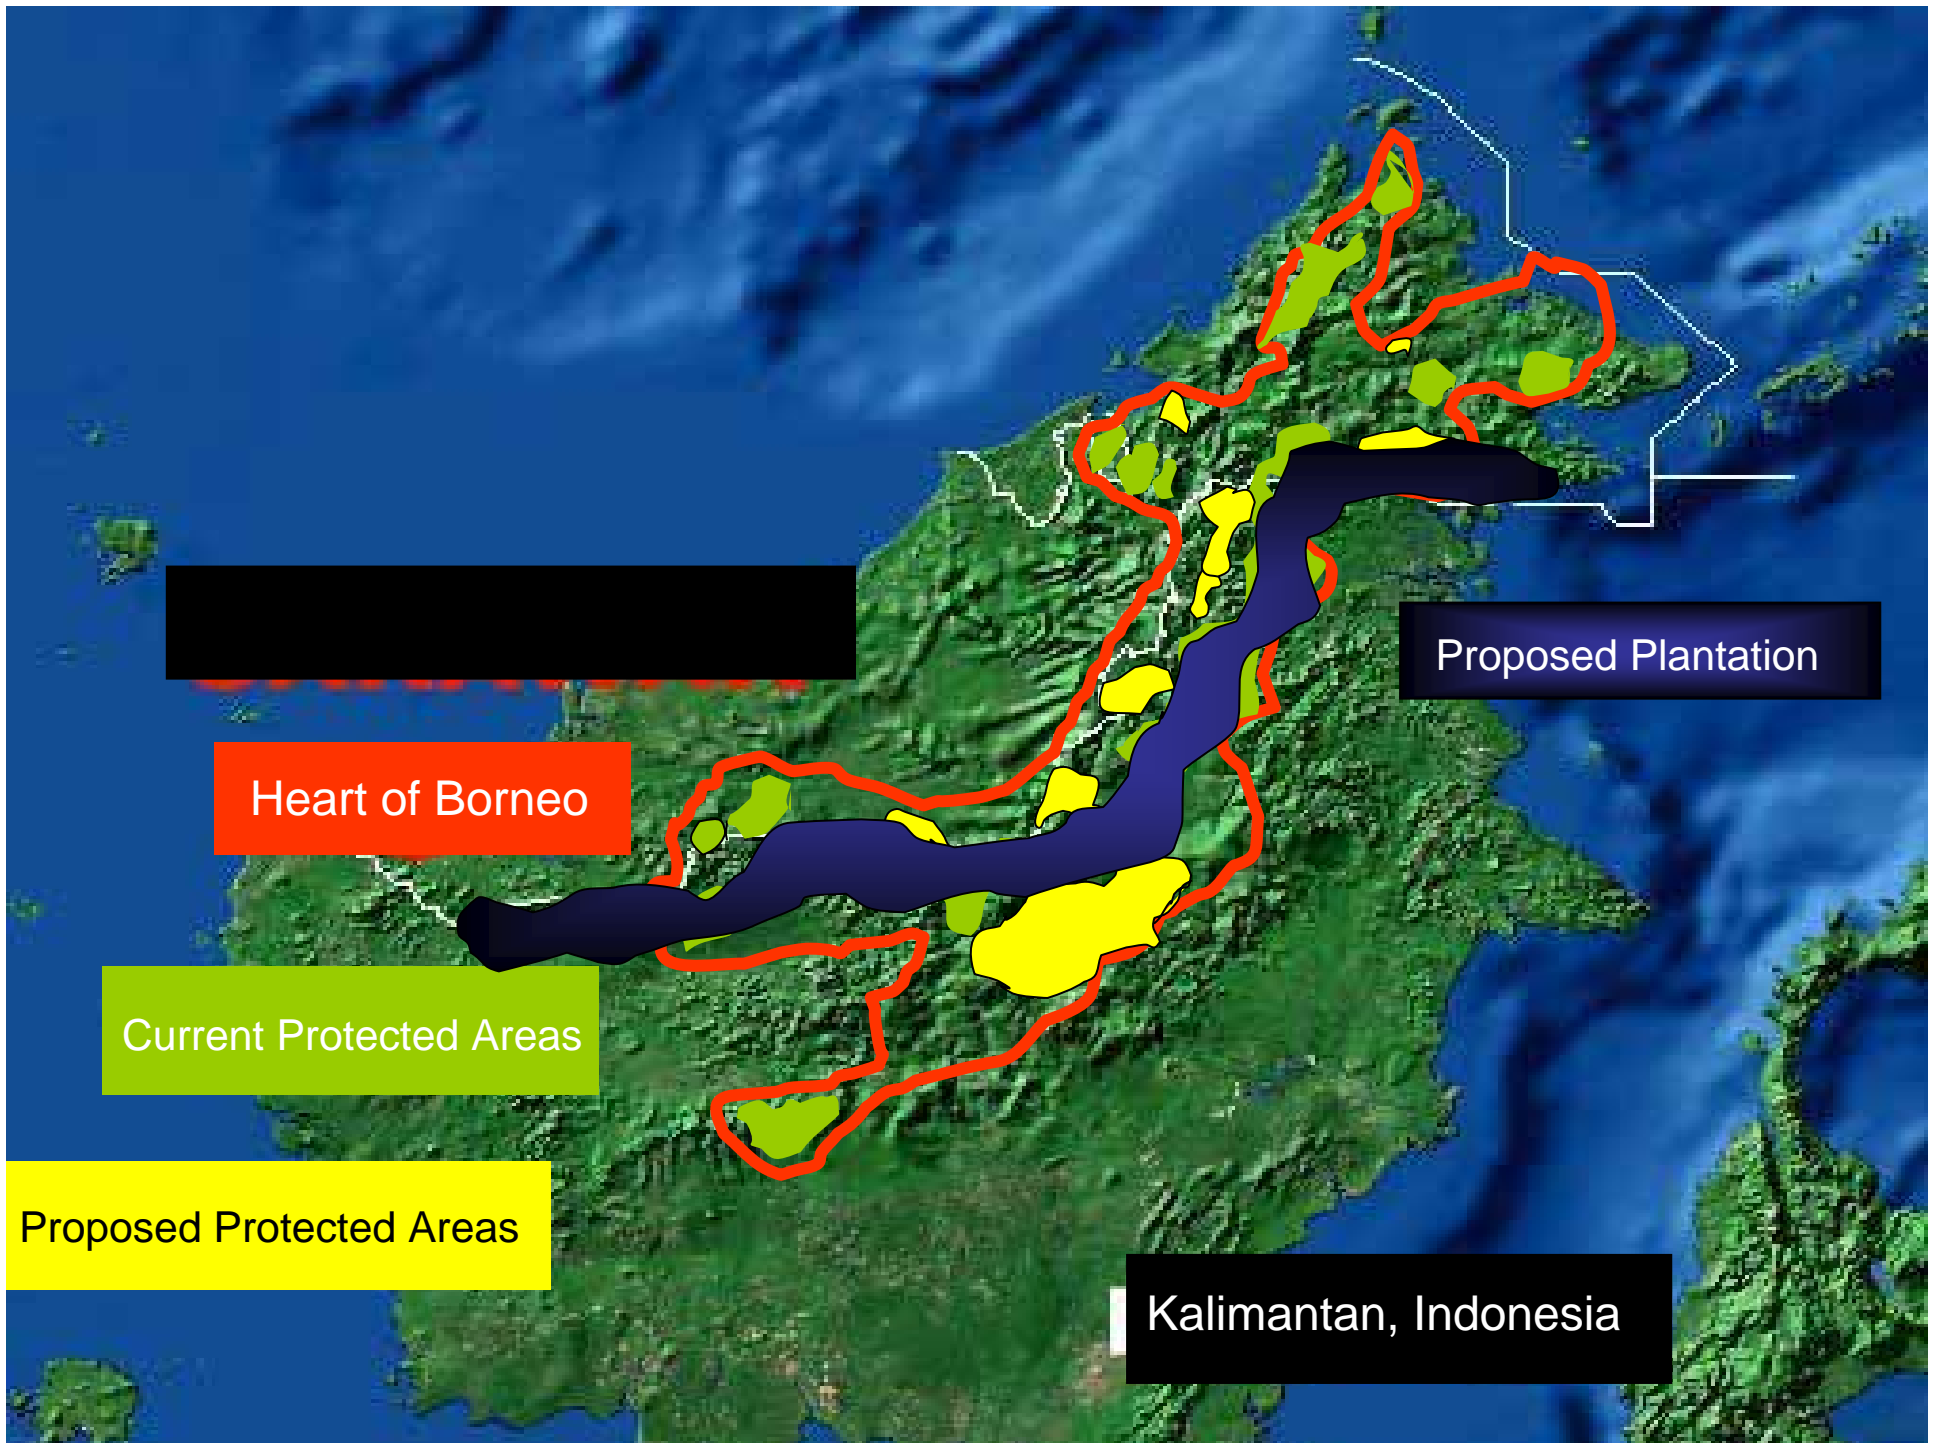 Proposed Plantation
Heart of Borneo
Current Protected Areas
Proposed Protected Areas
Kalimantan, Indonesia